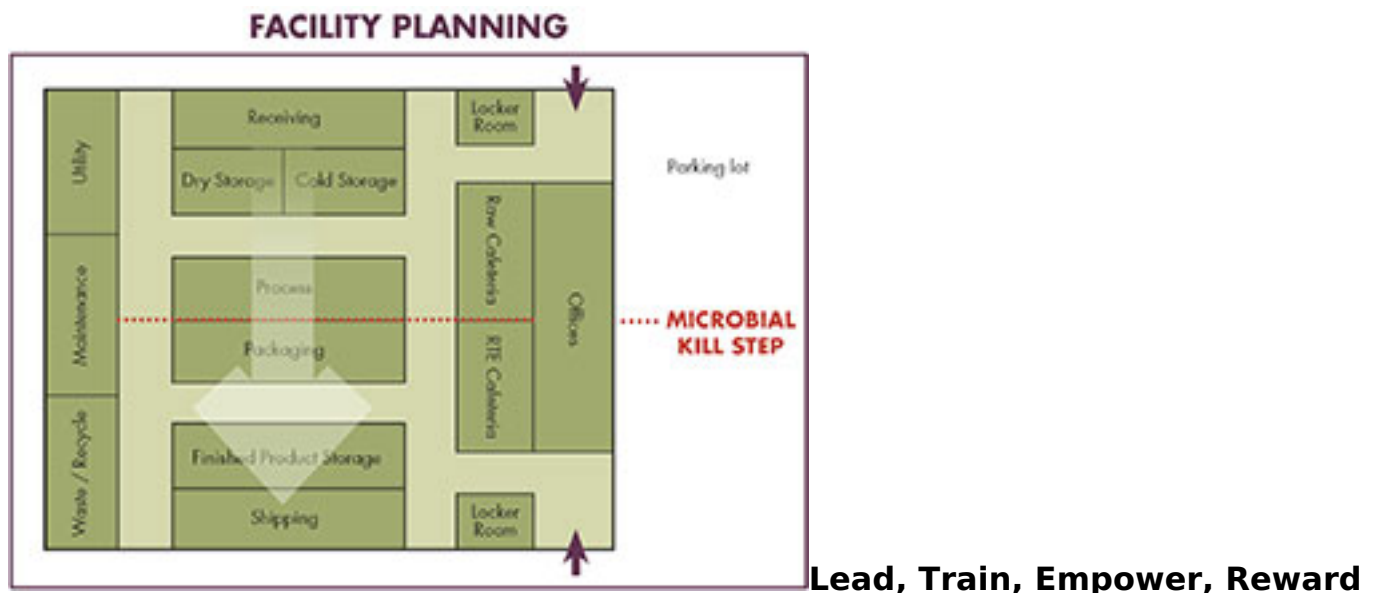 FACILITY PLANNING
Receiving
Locker
Room
Utility
Dry Storage
Cold Storage
Parking lot
Raw Cafeteria
Process
Maintenance
Offices
MICROBIAL
KILL STEP
Packaging
RTE Cafeteria
Waste / Recycle
Finished Product Storage
Shipping
Locker
Room
Lead, Train, Empower, Reward